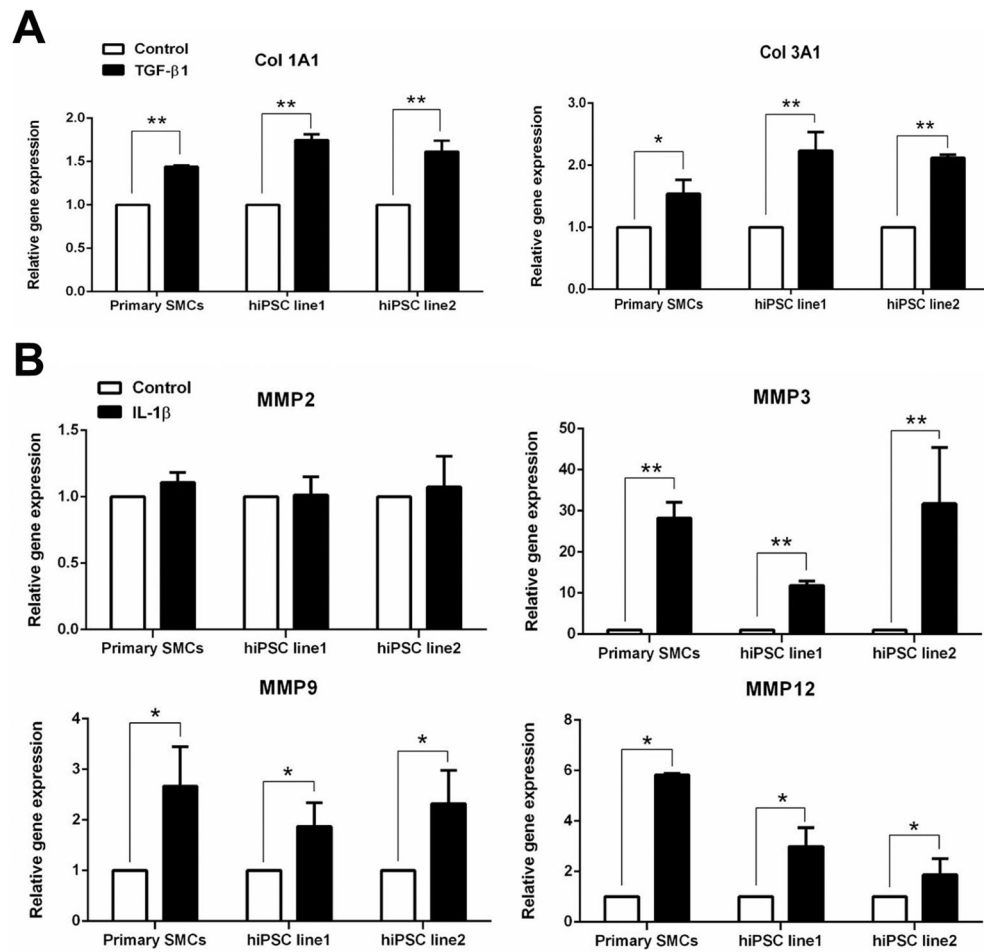 A
Control
TGF-β1
Col 1A1
Relative gene expression
2.0
1.5
1.0
0.5
0.0
**
**
**
Primary SMCs
hiPSC line1
hiPSC line2
Col 3A1
Relative gene expression
3.0
2.0
1.0
0.0
*
**
**
Primary SMCs
hiPSC line1
hiPSC line2
B
Control
IL-1β
MMP2
Relative gene expression
1.5
1.0
0.5
0.0
Primary SMCs
hiPSC line1
hiPSC line2
MMP3
Relative gene expression
50
40
30
20
10
0
**
**
**
Primary SMCs
hiPSC line1
hiPSC line2
MMP9
Relative gene expression
4
3
2
1
0
*
*
*
Primary SMCs
hiPSC line1
hiPSC line2
MMP12
Relative gene expression
8
6
4
2
0
*
*
*
Primary SMCs
hiPSC line1
hiPSC line2